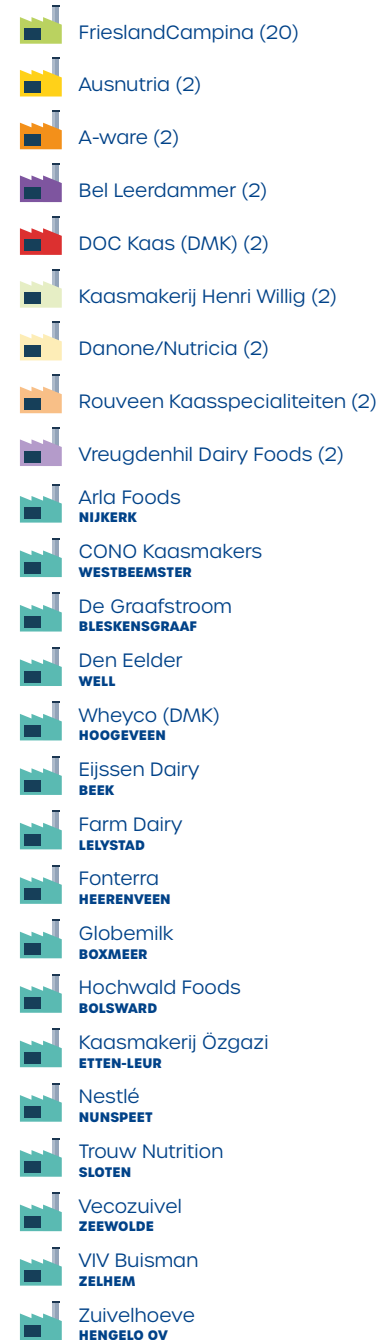 FrieslandCampina (20)
Ausnutria (2)
A-ware (2)
Bel Leerdammer (2)
DOC Kaas (DMK) (2)
Kaasmakerij Henri Willig (2)
Danone/Nutricia (2)
Rouveen Kaasspecialiteiten (2)
Vreugdenhil Dairy Foods (2)
Arla Foods
NIJKERK
CONO Kaasmakers
WESTBEEMSTER
De Graafstroom
BLESKENSGRAAF
Den Eelder
WELL
Wheyco (DMK)
HOOGEVEEN
Eijssen Dairy
BEEK
Farm Dairy
LELYSTAD
Fonterra
HEERENVEEN
Globemilk
BOXMEER
Hochwald Foods
BOLSWARD
Kaasmakerij Özgazi
ETTEN-LEUR
Nestlé
NUNSPEET
Trouw Nutrition
SLOTEN
Vecozuivel
ZEEWOLDE
VIV Buisman
ZELHEM
Zuivelhoeve
HENGELO OV